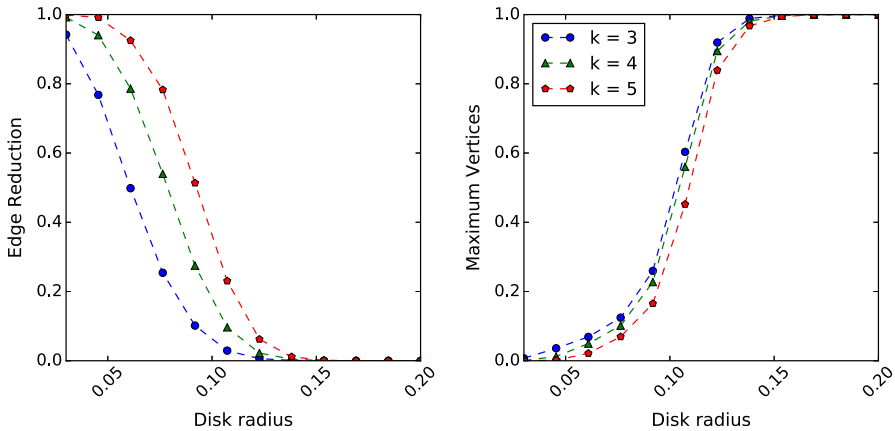 Edge Reduction
1.0
0.8
0.6
0.4
0.2
0.0
0.05
0.10
0.15
0.20
Disk radius
Maximum Vertices
1.0
0.8
0.6
0.4
0.2
0.0
0.05
0.10
0.15
0.20
Disk radius
k = 3
k = 4
k = 5